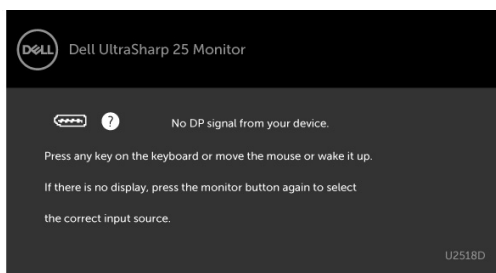 DELL Dell UltraSharp 25 Monitor
? No DP signal from your device.
Press any key on the keyboard or move the mouse or wake it up.
If there is no display, press the monitor button again to select
the correct input source.
U2518D